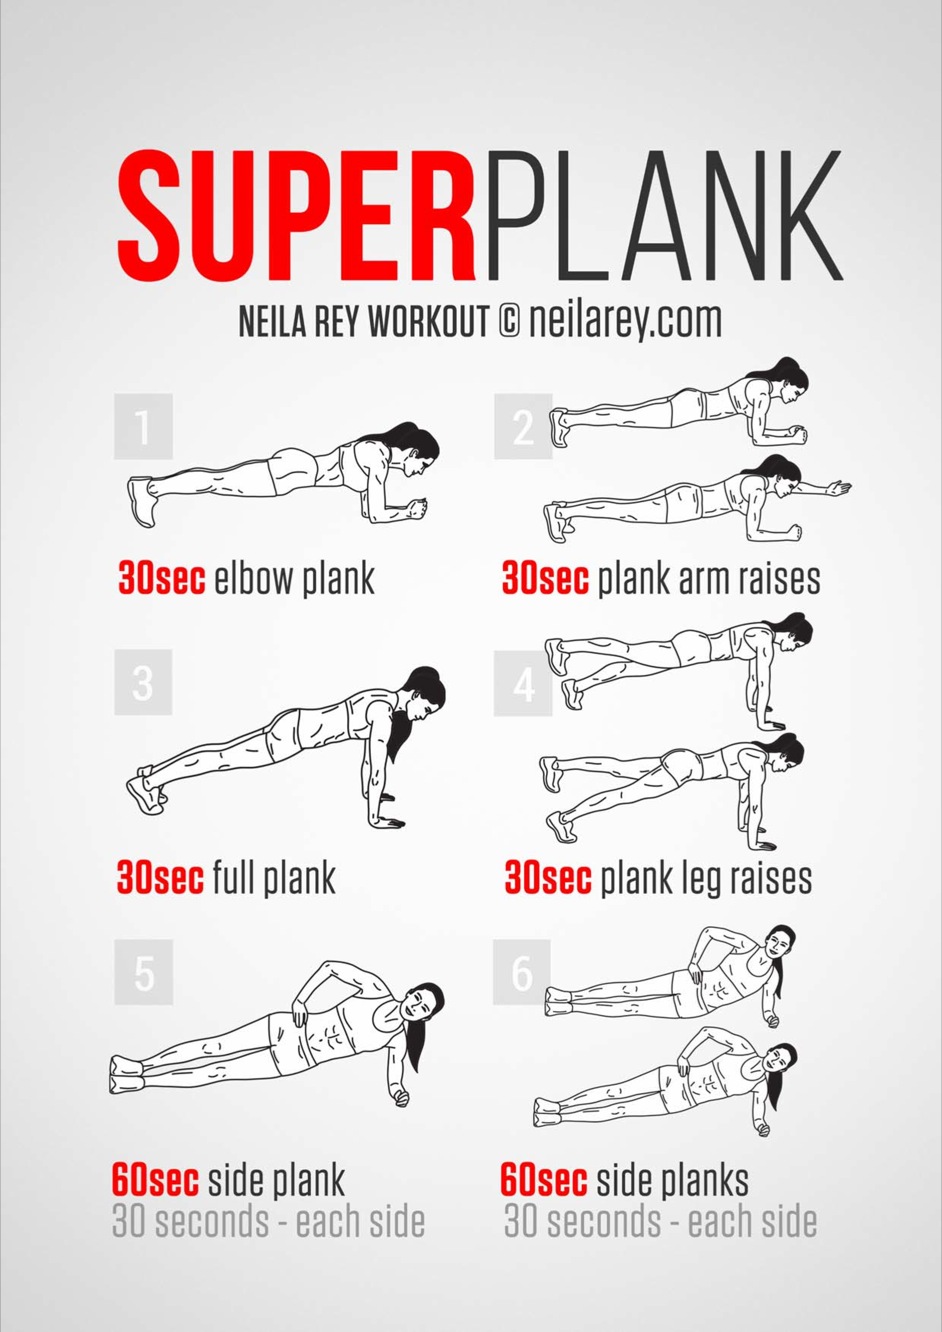 SUPERPLANK
NEILA REY WORKOUT © neilarey.com
1
30sec elbow plank
2
30sec plank arm raises
3
30sec full plank
4
30sec plank leg raises
5
60sec side plank
30 seconds - each side
6
60sec side planks
30 seconds - each side